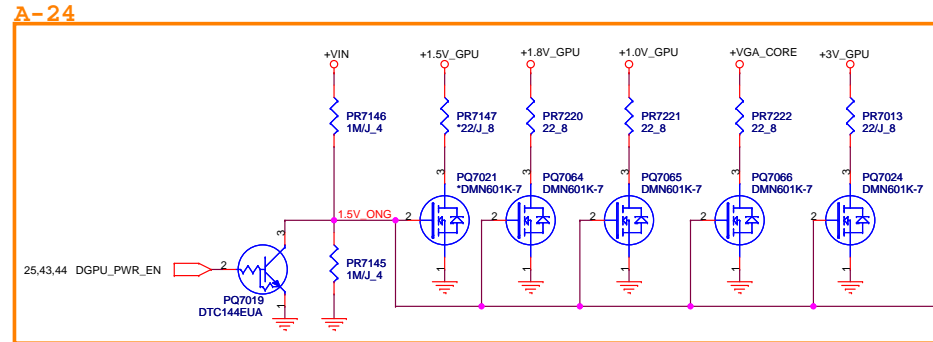 A-24
+VIN
+1.5V_GPU
+1.8V_GPU
+1.0V_GPU
+VGA_CORE
+3V_GPU
PR7146
1M/J_4
PR7147
*22/J_8
PR7220
22_8
PR7221
22_8
PR7222
22_8
PR7013
22/J_8
3
3
3
3
3
PQ7021
*DMN601K-7
PQ7064
DMN601K-7
PQ7065
DMN601K-7
PQ7066
DMN601K-7
PQ7024
DMN601K-7
1.5V_ONG
2
2
2
2
2
3
25,43,44 DGPU_PWR_EN
2
PR7145
1M/J_4
1
1
1
1
1
1
PQ7019
DTC144EUA